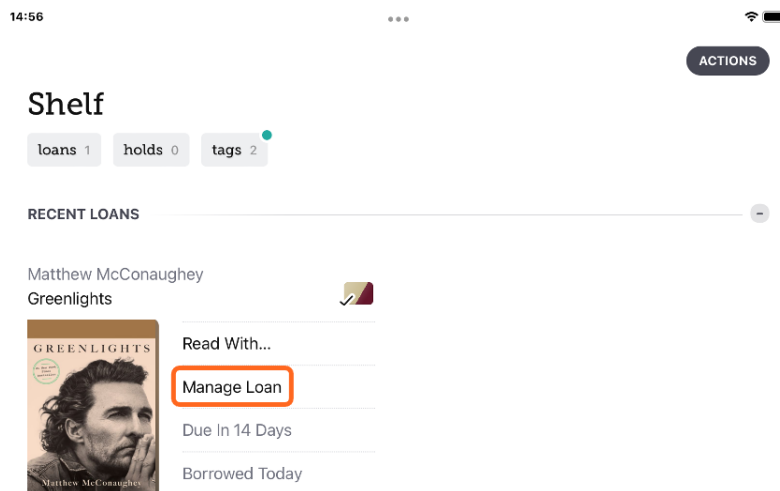 14:56
ACTIONS
Shelf
loans 1 holds 0 tags 2
RECENT LOANS
Matthew McConaughey
Greenlights
Read With...
Manage Loan
Due In 14 Days
Borrowed Today
GREENLIGHTS
Matthew McConaughey